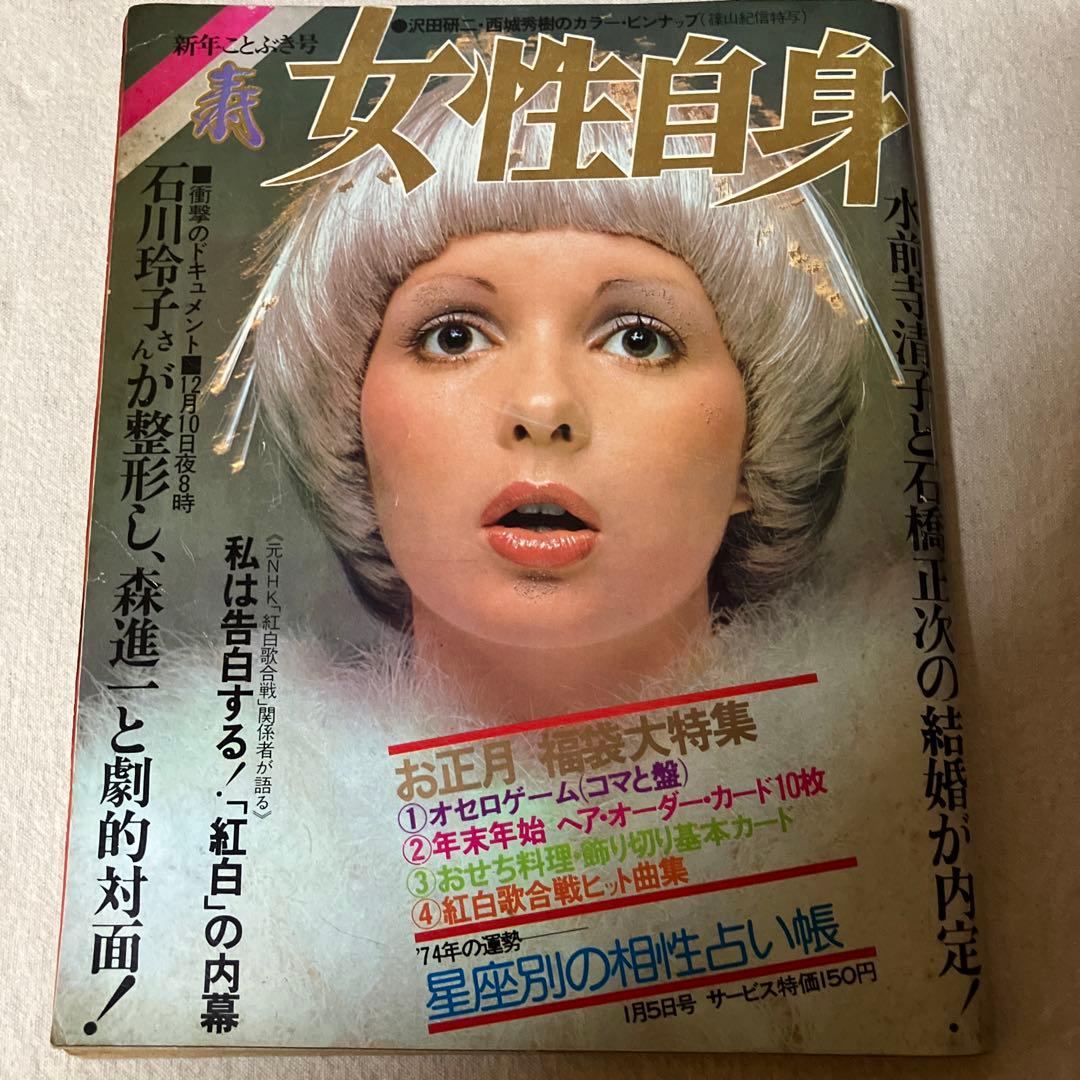 ●沢田研二・西城秀樹のカラー・ピンナップ(篠山紀信特写)
新年ことぶき号
寿
女性自身
水前寺清子と石橋正次の結婚が内定!
■衝撃のドキュメント■12月10日夜8時
石川玲子さんが整形し、森進一と劇的対面!
《元NHK「紅白歌合戦」関係者が語る》
私は告白する!「紅白」の内幕
お正月 福袋大特集
①オセロゲーム(コマと盤)
②年末年始 ヘア・オーダー・カード10枚
③おせち料理・飾り切り基本カード
④紅白歌合戦ヒット曲集
'74年の運勢
星座別の相性占い帳
1月5日号 サービス特価150円